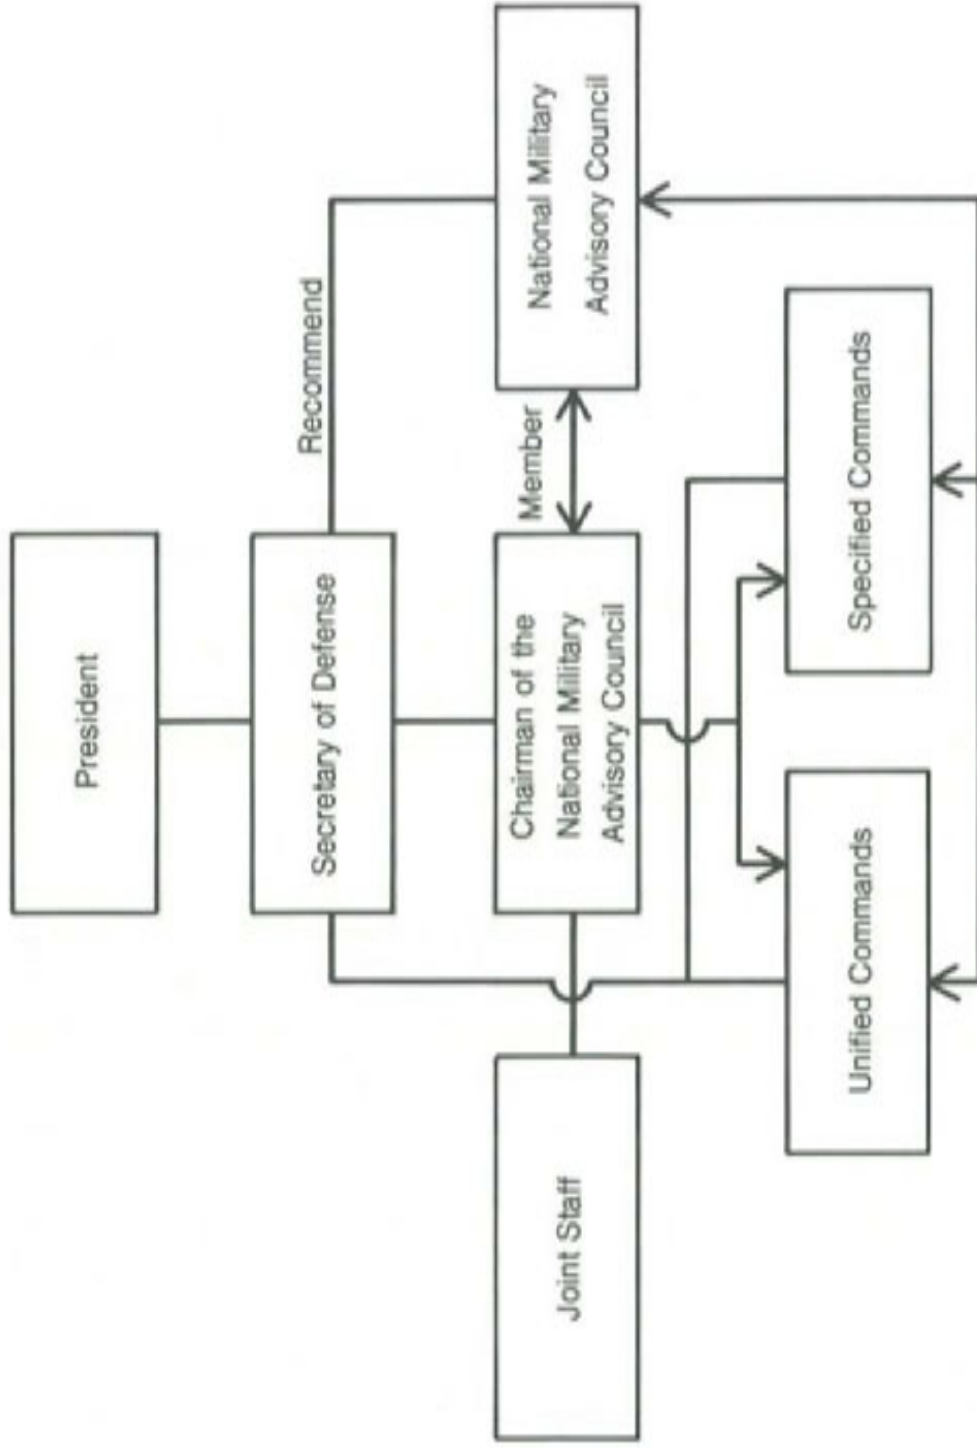 President
Secretary of Defense
Recommend
Joint Staff
Chairman of the
National Military
Advisory Council
Member
National Military
Advisory Council
Unified Commands
Specified Commands